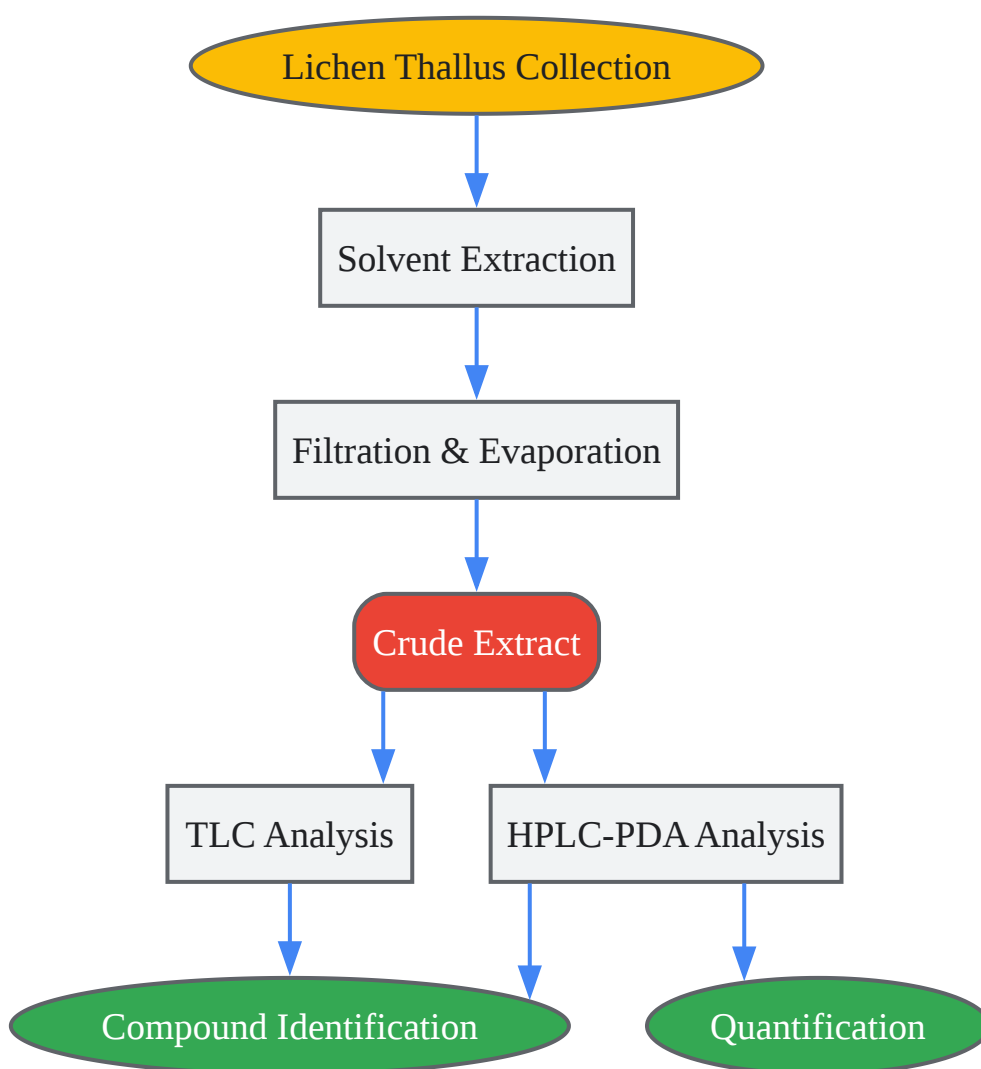 Lichen Thallus Collection
Solvent Extraction
Filtration & Evaporation
Crude Extract
TLC Analysis
HPLC-PDA Analysis
Compound Identification
Quantification